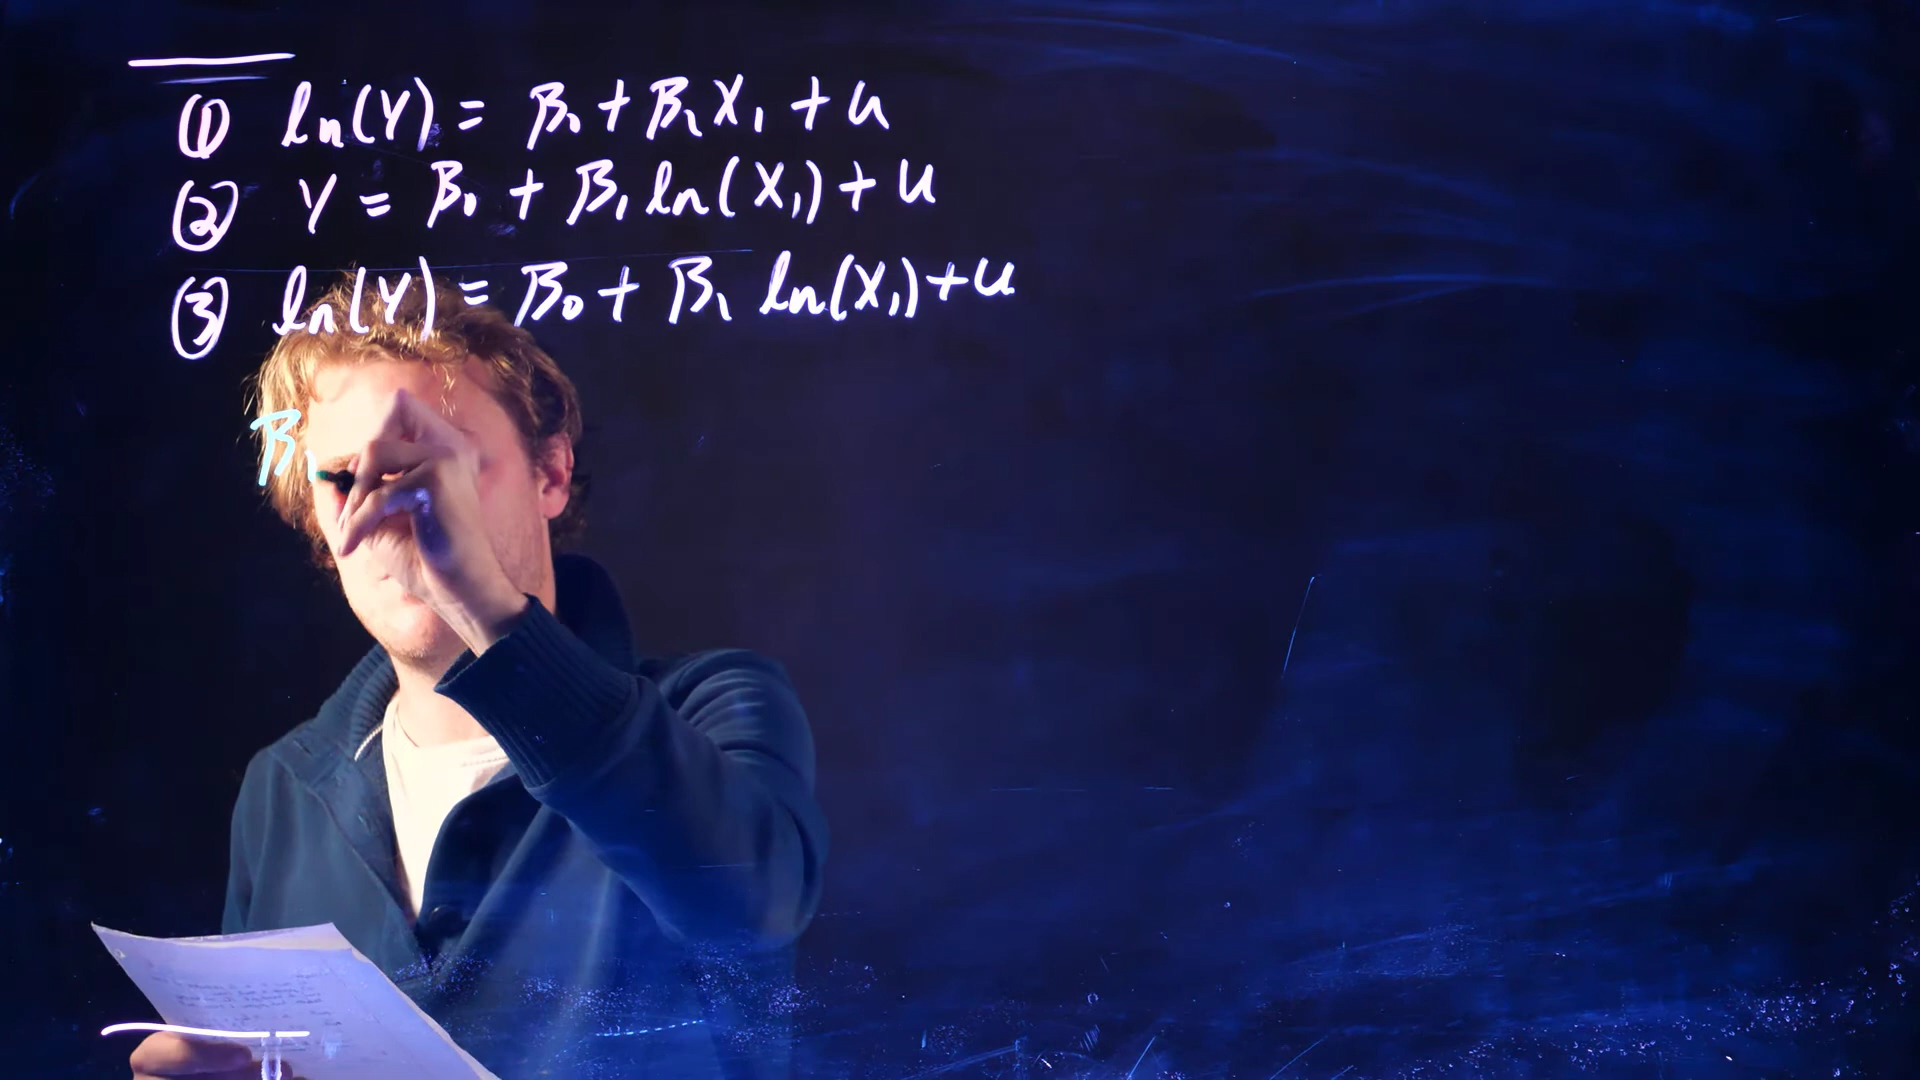 ① ln(Y) = β₀ + β₁X₁ + u
② Y = β₀ + β₁ ln(X₁) + u
③ ln(Y) = β₀ + β₁ ln(X₁) + u
β₁